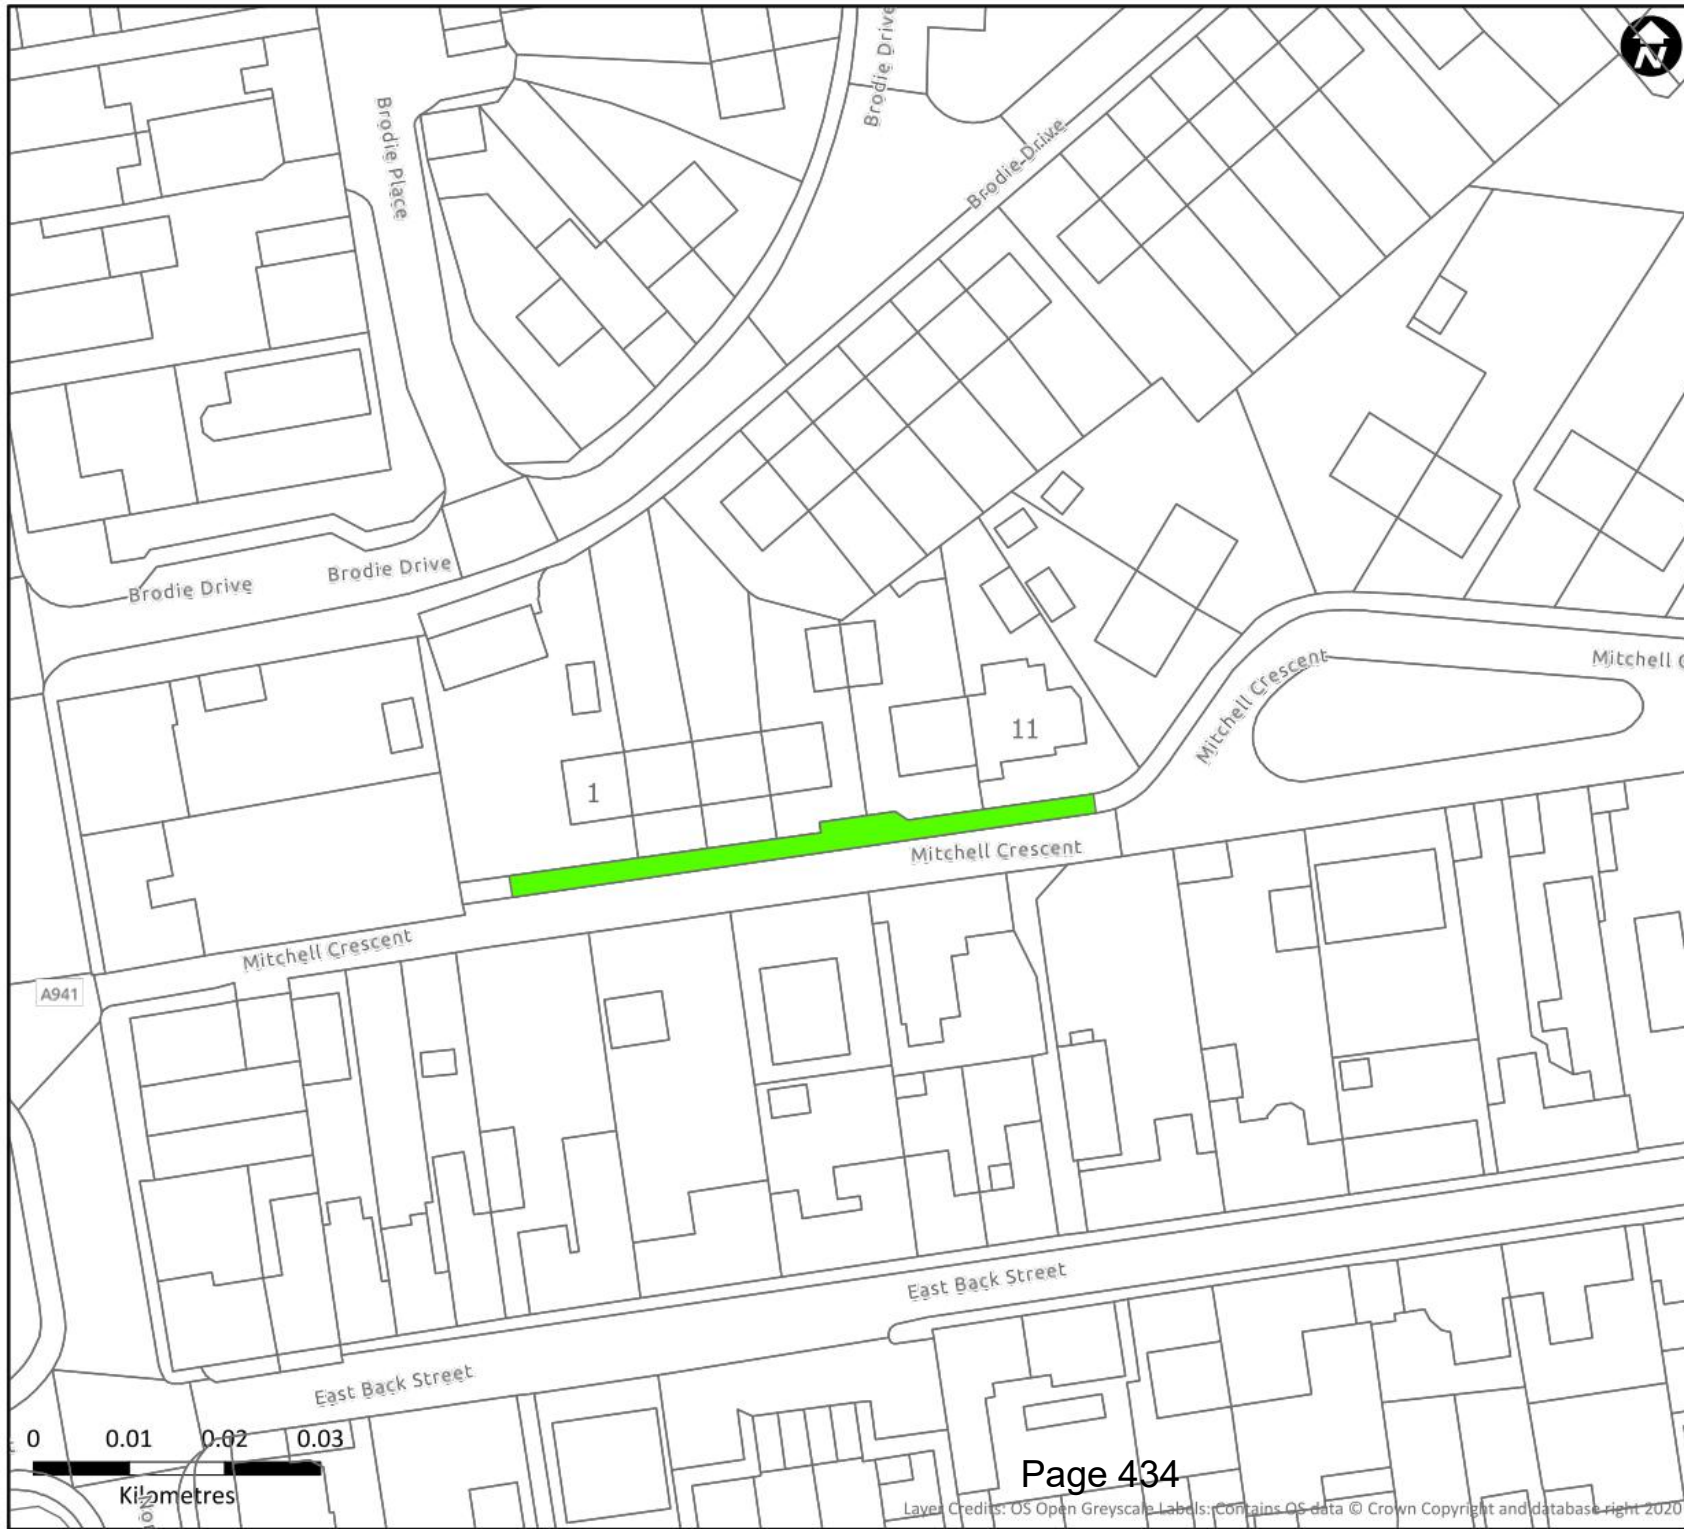 N
Brodie Drive
Brodie Place
Brodie Drive
Brodie Drive
Brodie Drive
Mitchell Crescent
Mitchell C
11
1
Mitchell Crescent
Mitchell Crescent
A941
East Back Street
East Back Street
0 0.01 0.02 0.03
Kilometres
Nor
Page 434
Layer Credits: OS Open Greyscale Labels: Contains OS data © Crown Copyright and database right 2020